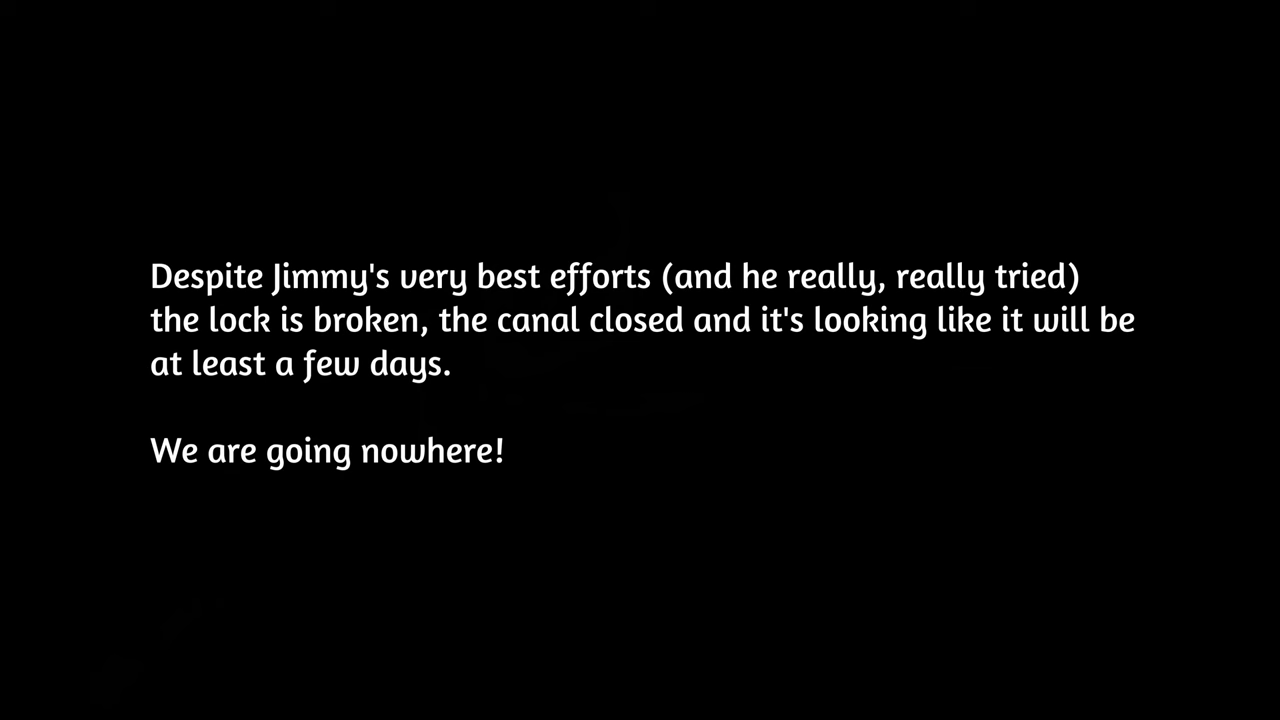 Despite Jimmy's very best efforts (and he really, really tried)
the lock is broken, the canal closed and it's looking like it will be
at least a few days.
We are going nowhere!